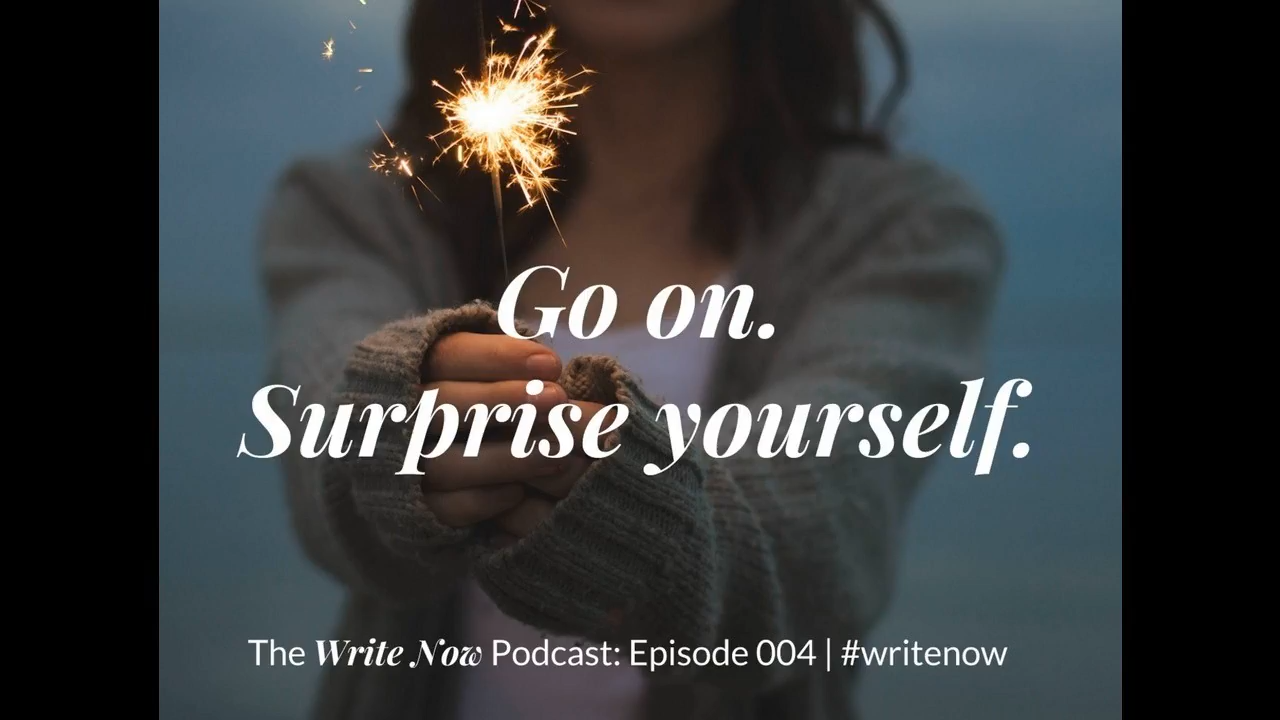 Go on.
Surprise yourself.
The Write Now Podcast: Episode 004 | #writenow